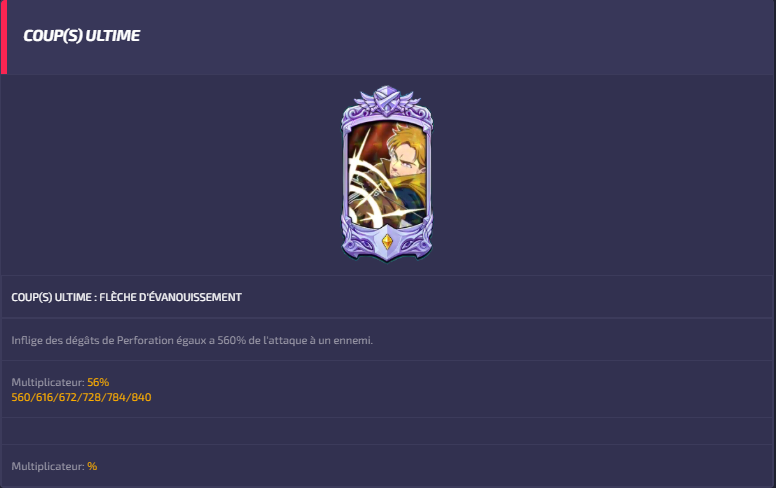 COUP(S) ULTIME
COUP(S) ULTIME : FLÈCHE D'ÉVANOUISSEMENT
Inflige des dégâts de Perforation égaux a 560% de l'attaque à un ennemi.
Multiplicateur: 56%
560/616/672/728/784/840
Multiplicateur: %